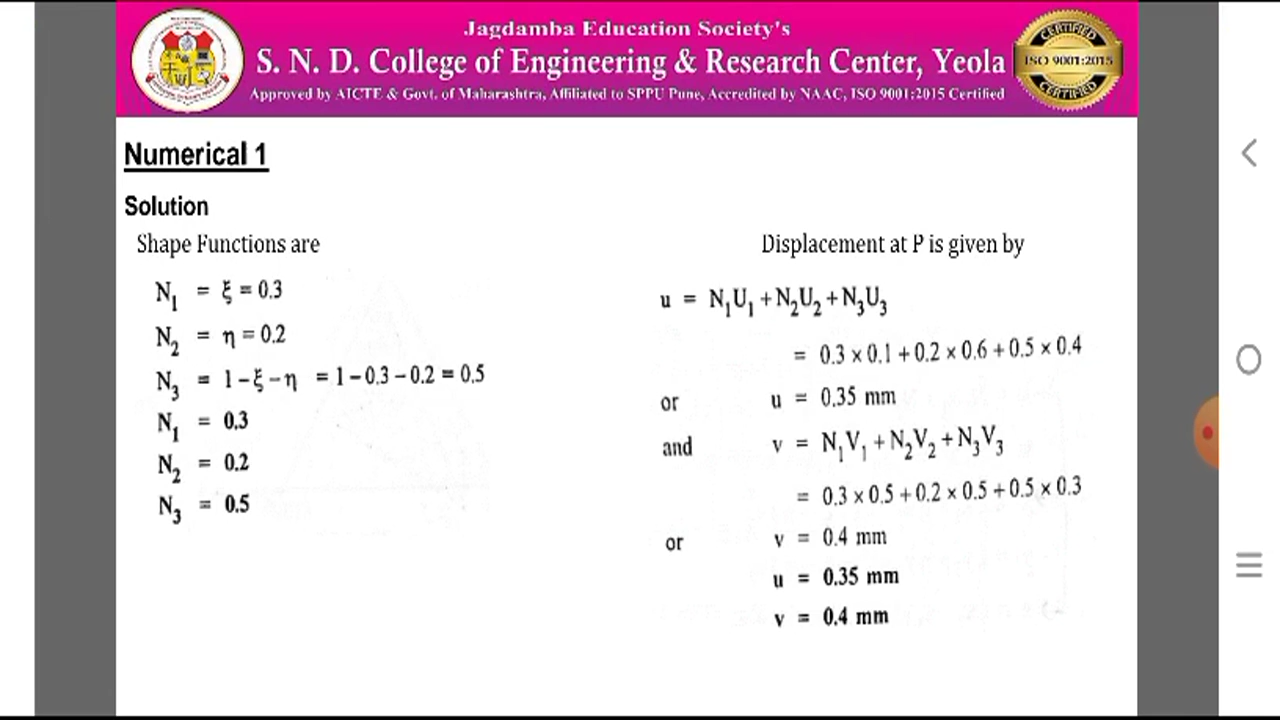 Jagdamba Education Society's
S. N. D. College of Engineering & Research Center, Yeola
Approved by AICTE & Govt. of Maharashtra, Affiliated to SPPU Pune, Accredited by NAAC, ISO 9001:2015 Certified
CERTIFIED
ISO 9001:2015
CERTIFIED
Numerical 1
Solution
Shape Functions are
N₁ = ξ = 0.3
N₂ = η = 0.2
N₃ = 1 – ξ – η = 1 – 0.3 – 0.2 = 0.5
N₁ = 0.3
N₂ = 0.2
N₃ = 0.5
Displacement at P is given by
u = N₁U₁ + N₂U₂ + N₃U₃
= 0.3 × 0.1 + 0.2 × 0.6 + 0.5 × 0.4
or u = 0.35 mm
and v = N₁V₁ + N₂V₂ + N₃V₃
= 0.3 × 0.5 + 0.2 × 0.5 + 0.5 × 0.3
or v = 0.4 mm
u = 0.35 mm
v = 0.4 mm